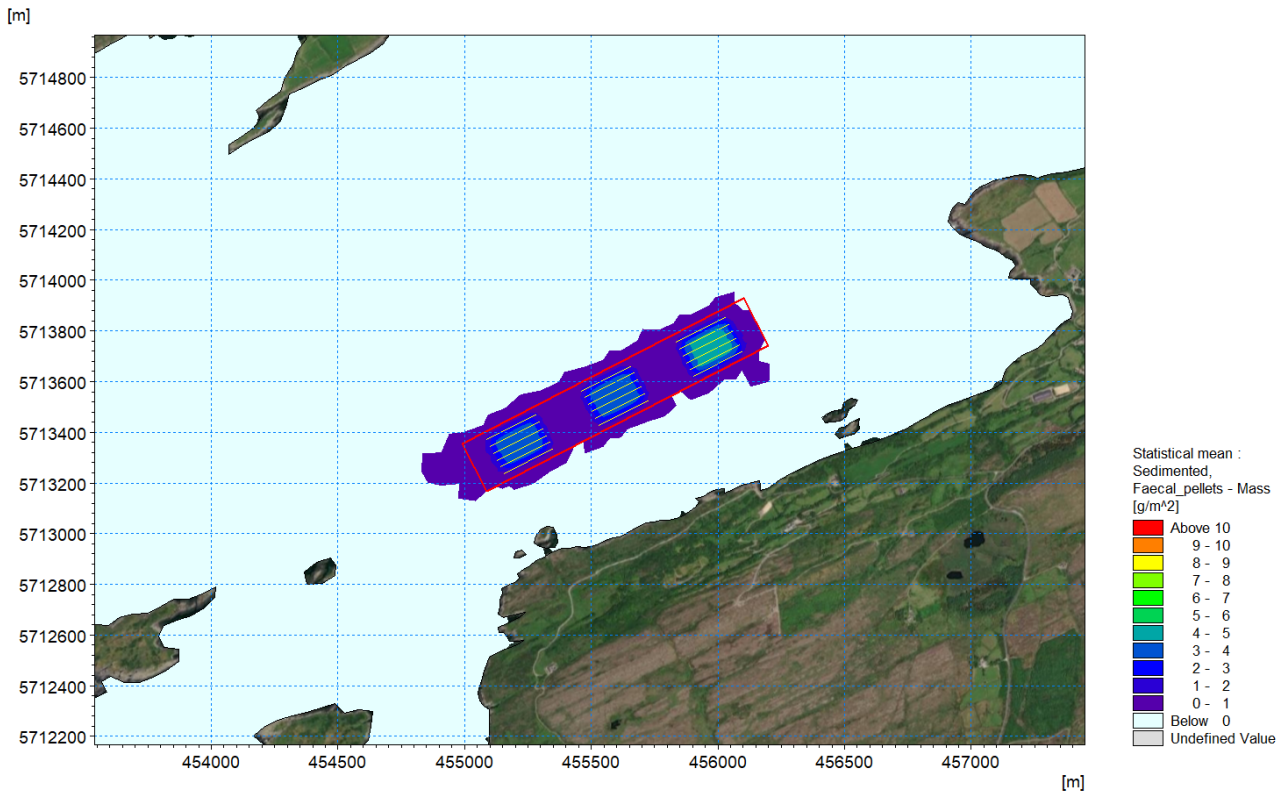 [m]
5714800
5714600
5714400
5714200
5714000
5713800
5713600
5713400
5713200
5713000
5712800
5712600
5712400
5712200
454000 454500 455000 455500 456000 456500 457000
[m]
Statistical mean :
Sedimented,
Faecal_pellets - Mass
[g/m^2]
Above 10
9 - 10
8 - 9
7 - 8
6 - 7
5 - 6
4 - 5
3 - 4
2 - 3
1 - 2
0 - 1
Below 0
Undefined Value